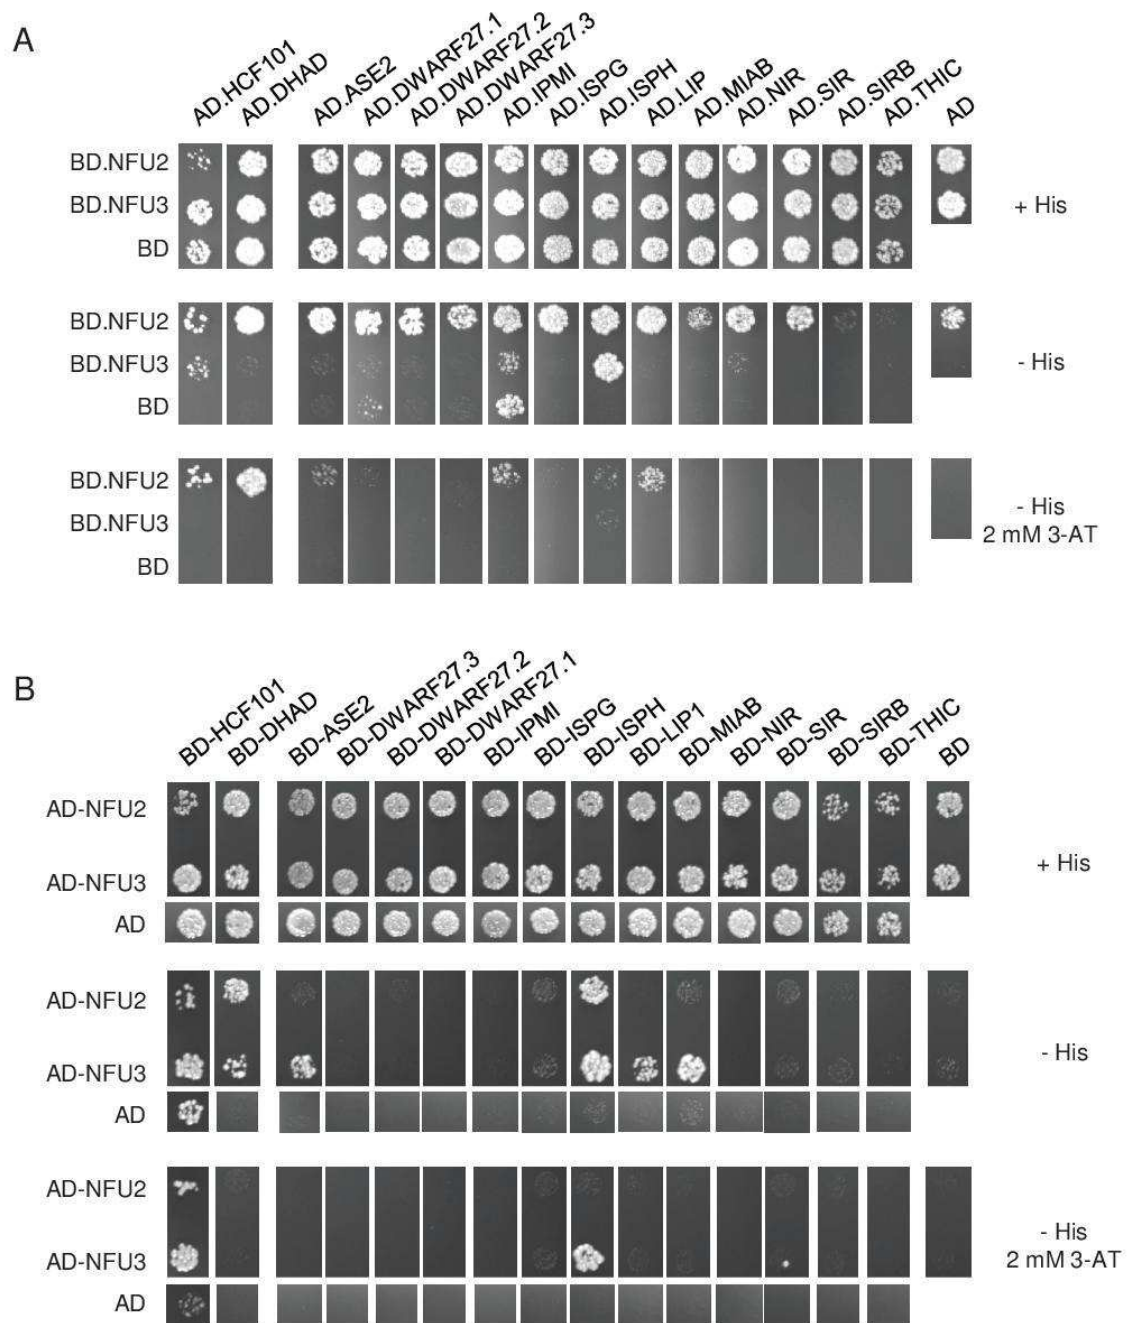 A
AD.HCF101
AD.DHAD
AD.ASE2
AD.DWARF27.1
AD.DWARF27.2
AD.DWARF27.3
AD.IPMI
AD.ISPG
AD.ISPH
AD.LIP
AD.MIAB
AD.NIR
AD.SIR
AD.SIRB
AD.THIC
AD
BD.NFU2
BD.NFU3
BD
+ His
BD.NFU2
BD.NFU3
BD
- His
BD.NFU2
BD.NFU3
BD
- His
2 mM 3-AT
B
BD-HCF101
BD-DHAD
BD-ASE2
BD-DWARF27.3
BD-DWARF27.2
BD-DWARF27.1
BD-IPMI
BD-ISPG
BD-ISPH
BD-LIP1
BD-MIAB
BD-NIR
BD-SIR
BD-SIRB
BD-THIC
BD
AD-NFU2
AD-NFU3
AD
+ His
AD-NFU2
AD-NFU3
AD
- His
AD-NFU2
AD-NFU3
AD
- His
2 mM 3-AT